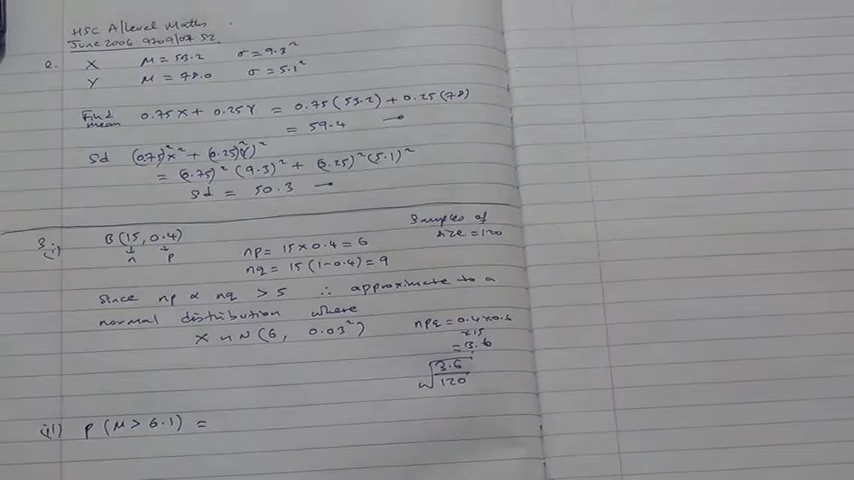 HSC A/Level Maths
June 2006 9709/07 S2
2. X μ = 53.2 σ = 9.3²
Y μ = 78.0 σ = 5.1²
Find mean 0.75X + 0.25Y = 0.75(53.2) + 0.25(78)
= 59.4
Sd (0.75)²X² + (0.25)²(Y)²
= (0.75)²(9.3)² + (0.25)²(5.1)²
Sd = 50.3
3. (i) B(15, 0.4)
n p
Samples of
size = 120
np = 15 × 0.4 = 6
nq = 15(1-0.4) = 9
Since np & nq > 5 ∴ approximate to a
normal distribution where
X ~ N(6, 0.03²)
npq = 0.4 × 0.6
× 15
= 3.6
√3.6/120
(ii) P(μ > 6.1) =